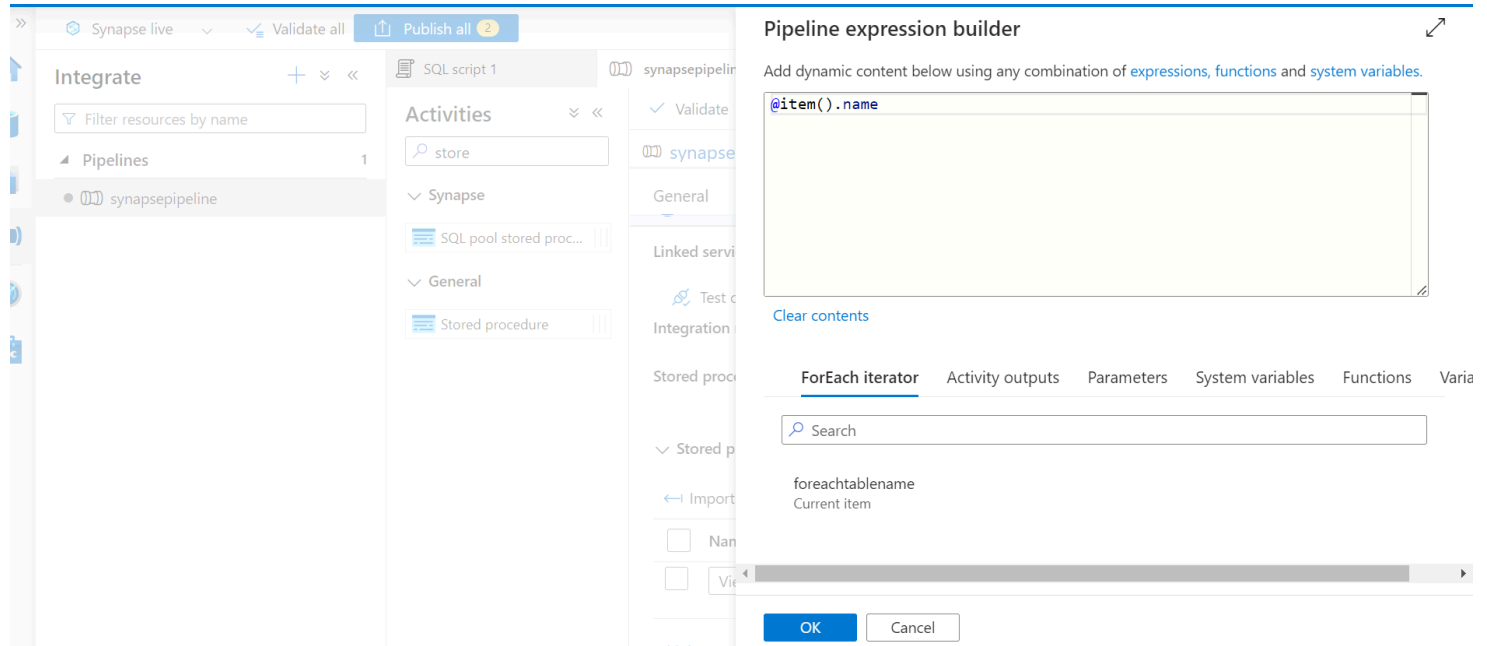 Synapse live
Validate all
Publish all 2
Integrate
Filter resources by name
Pipelines 1
synapsepipeline
SQL script 1
synapsepipelin
Activities
store
Synapse
SQL pool stored proc...
General
Stored procedure
Validate
synapse
General
Linked servi
Test c
Integration
Stored proce
Stored p
Import
Nam
Vie
Pipeline expression builder
Add dynamic content below using any combination of expressions, functions and system variables.
@item().name
Clear contents
ForEach iterator Activity outputs Parameters System variables Functions Varia
Search
foreachtablename
Current item
OK Cancel